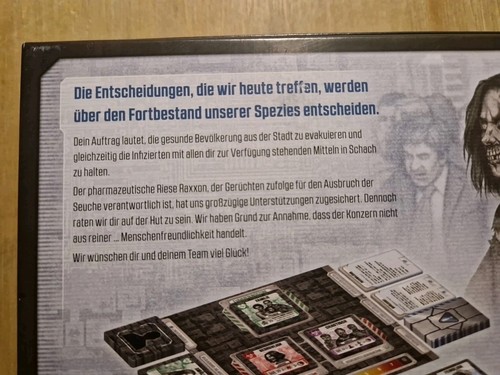 Die Entscheidungen, die wir heute treffen, werden
über den Fortbestand unserer Spezies entscheiden.
Dein Auftrag lautet, die gesunde Bevölkerung aus der Stadt zu evakuieren und
gleichzeitig die Infizierten mit allen dir zur Verfügung stehenden Mitteln in Schach
zu halten.
Der pharmazeutische Riese Raxxon, der Gerüchten zufolge für den Ausbruch der
Seuche verantwortlich ist, hat uns großzügige Unterstützungen zugesichert. Dennoch
raten wir dir auf der Hut zu sein. Wir haben Grund zur Annahme, dass der Konzern nicht
aus reiner ... Menschenfreundlichkeit handelt.
Wir wünschen dir und deinem Team viel Glück!